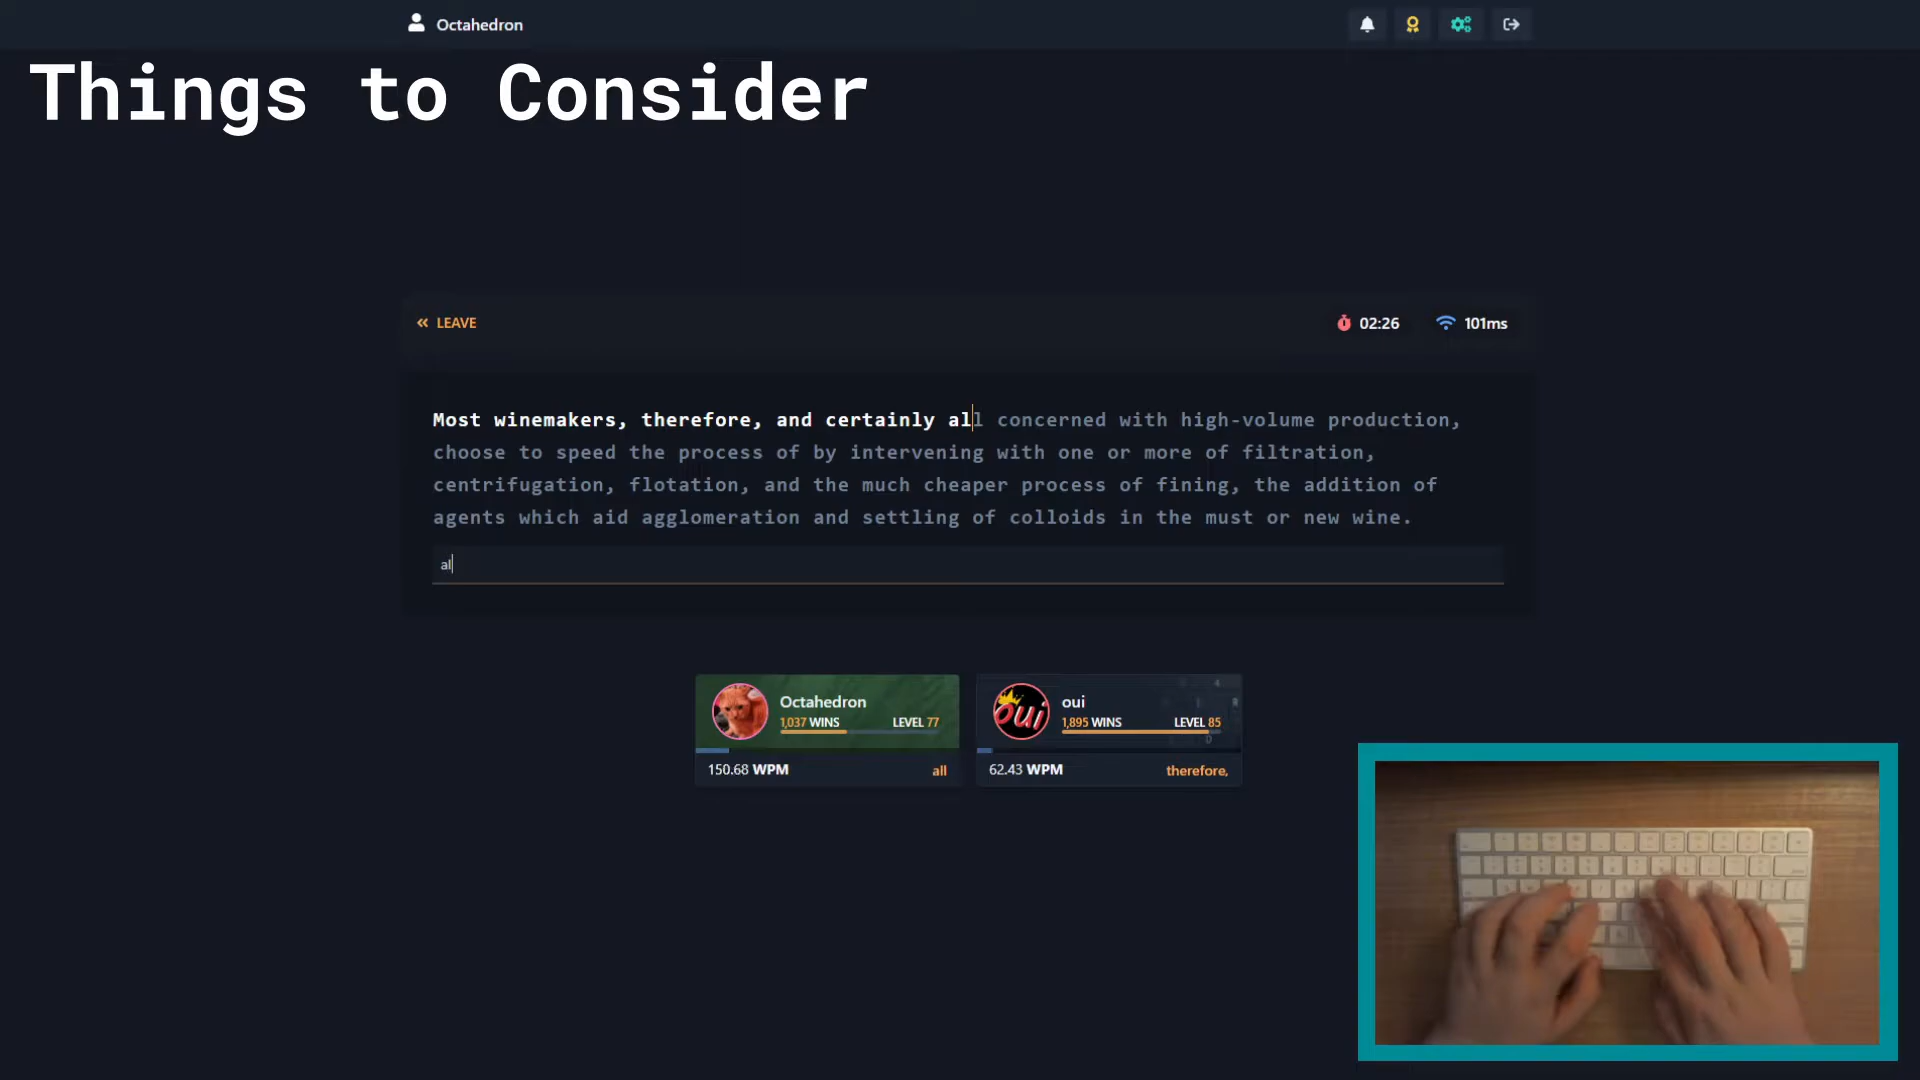 Octahedron
Things to Consider
LEAVE
02:26
101ms
Most winemakers, therefore, and certainly all concerned with high-volume production,
choose to speed the process of by intervening with one or more of filtration,
centrifugation, flotation, and the much cheaper process of fining, the addition of
agents which aid agglomeration and settling of colloids in the must or new wine.
al
Octahedron
1,037 WINS LEVEL 77
150.68 WPM all
oui
oui
1,895 WINS LEVEL 85
62.43 WPM therefore,